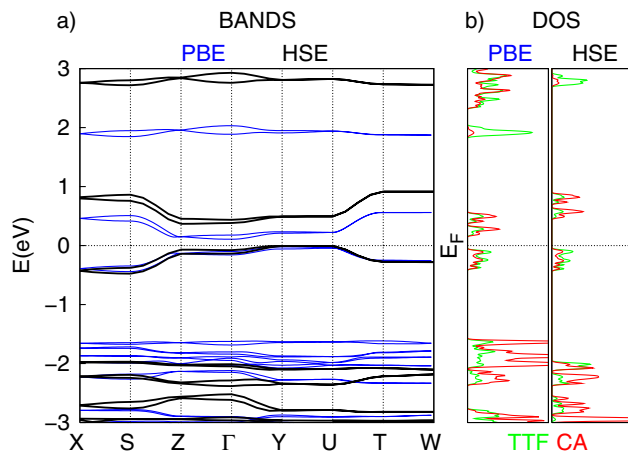 a) BANDS b) DOS
PBE HSE PBE HSE
3
2
1
0
−1
−2
−3
E(eV)
E_F
X S Z Γ Y U T W
TTF CA